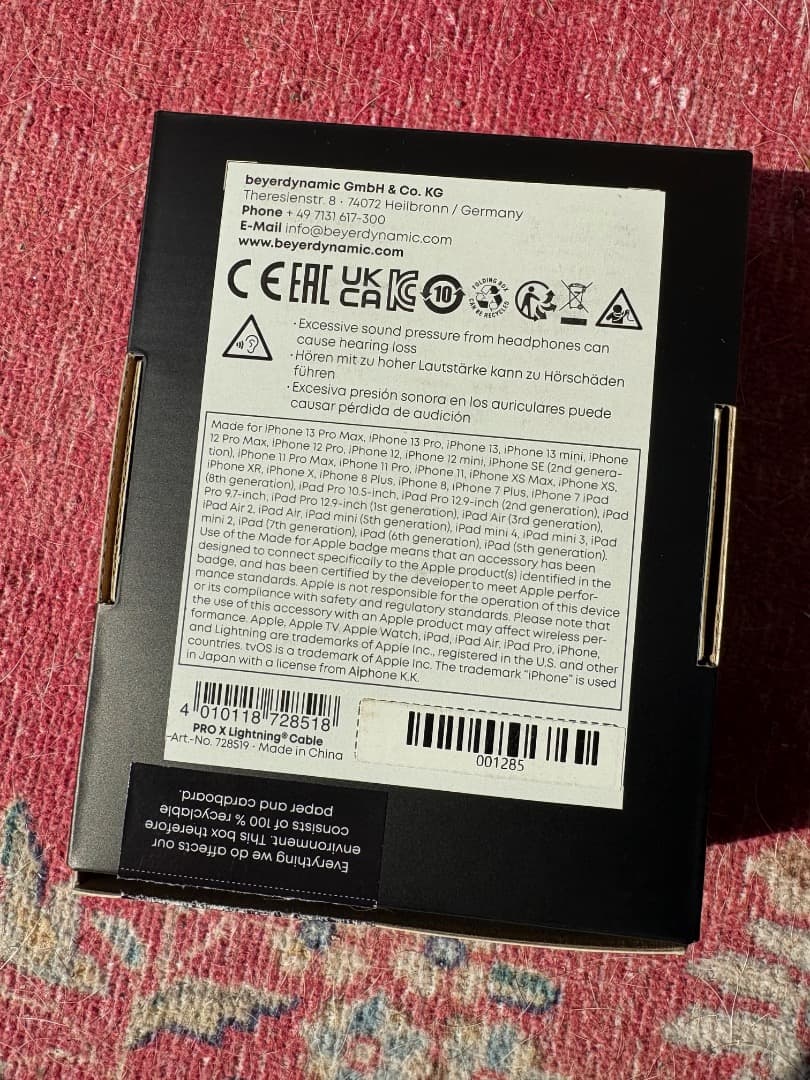 beyerdynamic GmbH & Co. KG
Theresienstr. 8 · 74072 Heilbronn / Germany
Phone + 49 7131 617-300
E-Mail info@beyerdynamic.com
www.beyerdynamic.com
CE EAC UK CA KC 10 FOLDING BOX CAN BE RECYCLED
· Excessive sound pressure from headphones can
cause hearing loss
· Hören mit zu hoher Lautstärke kann zu Hörschäden
führen
· Excesiva presión sonora en los auriculares puede
causar pérdida de audición
Made for iPhone 13 Pro Max, iPhone 13 Pro, iPhone 13, iPhone 13 mini, iPhone
12 Pro Max, iPhone 12 Pro, iPhone 12, iPhone 12 mini, iPhone SE (2nd genera-
tion), iPhone 11 Pro Max, iPhone 11 Pro, iPhone 11, iPhone XS Max, iPhone XS,
iPhone XR, iPhone X, iPhone 8 Plus, iPhone 8, iPhone 7 Plus, iPhone 7 iPad
(8th generation), iPad Pro 10.5-inch, iPad Pro 12.9-inch (2nd generation), iPad
Pro 9.7-inch, iPad Pro 12.9-inch (1st generation), iPad Air (3rd generation),
iPad Air 2, iPad Air, iPad mini (5th generation), iPad mini 4, iPad mini 3, iPad
mini 2, iPad (7th generation), iPad (6th generation), iPad (5th generation).
Use of the Made for Apple badge means that an accessory has been
designed to connect specifically to the Apple product(s) identified in the
badge, and has been certified by the developer to meet Apple perfor-
mance standards. Apple is not responsible for the operation of this device
or its compliance with safety and regulatory standards. Please note that
the use of this accessory with an Apple product may affect wireless per-
formance. Apple, Apple TV, Apple Watch, iPad, iPad Air, iPad Pro, iPhone,
and Lightning are trademarks of Apple Inc., registered in the U.S. and other
countries. tvOS is a trademark of Apple Inc. The trademark "iPhone" is used
in Japan with a license from Aiphone K.K.
4 010118 728518
PRO X Lightning® Cable
Art.-No. 728519 · Made in China
001285
Everything we do affects our
environment. This box therefore
consists of 100 % recyclable
paper and cardboard.